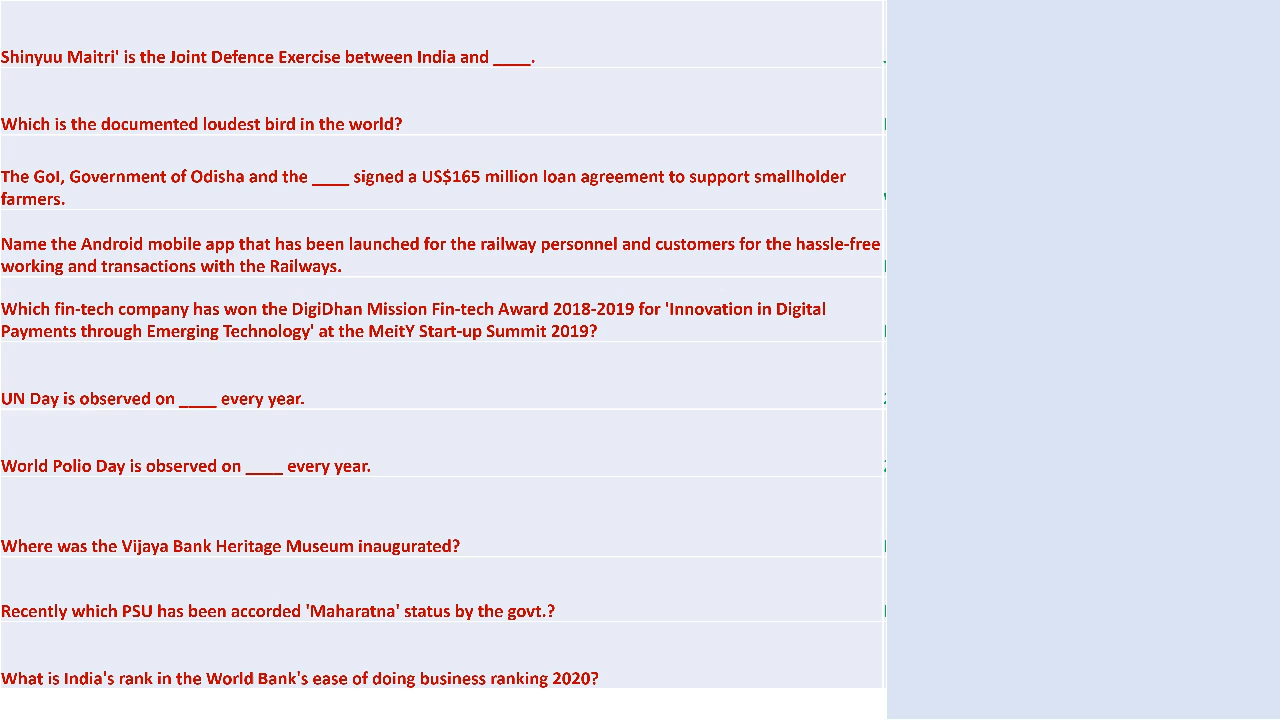 Shinyuu Maitri' is the Joint Defence Exercise between India and ____.
Which is the documented loudest bird in the world?
The GoI, Government of Odisha and the ____ signed a US$165 million loan agreement to support smallholder
farmers.
Name the Android mobile app that has been launched for the railway personnel and customers for the hassle-free
working and transactions with the Railways.
Which fin-tech company has won the DigiDhan Mission Fin-tech Award 2018-2019 for 'Innovation in Digital
Payments through Emerging Technology' at the MeitY Start-up Summit 2019?
UN Day is observed on ____ every year.
World Polio Day is observed on ____ every year.
Where was the Vijaya Bank Heritage Museum inaugurated?
Recently which PSU has been accorded 'Maharatna' status by the govt.?
What is India's rank in the World Bank's ease of doing business ranking 2020?